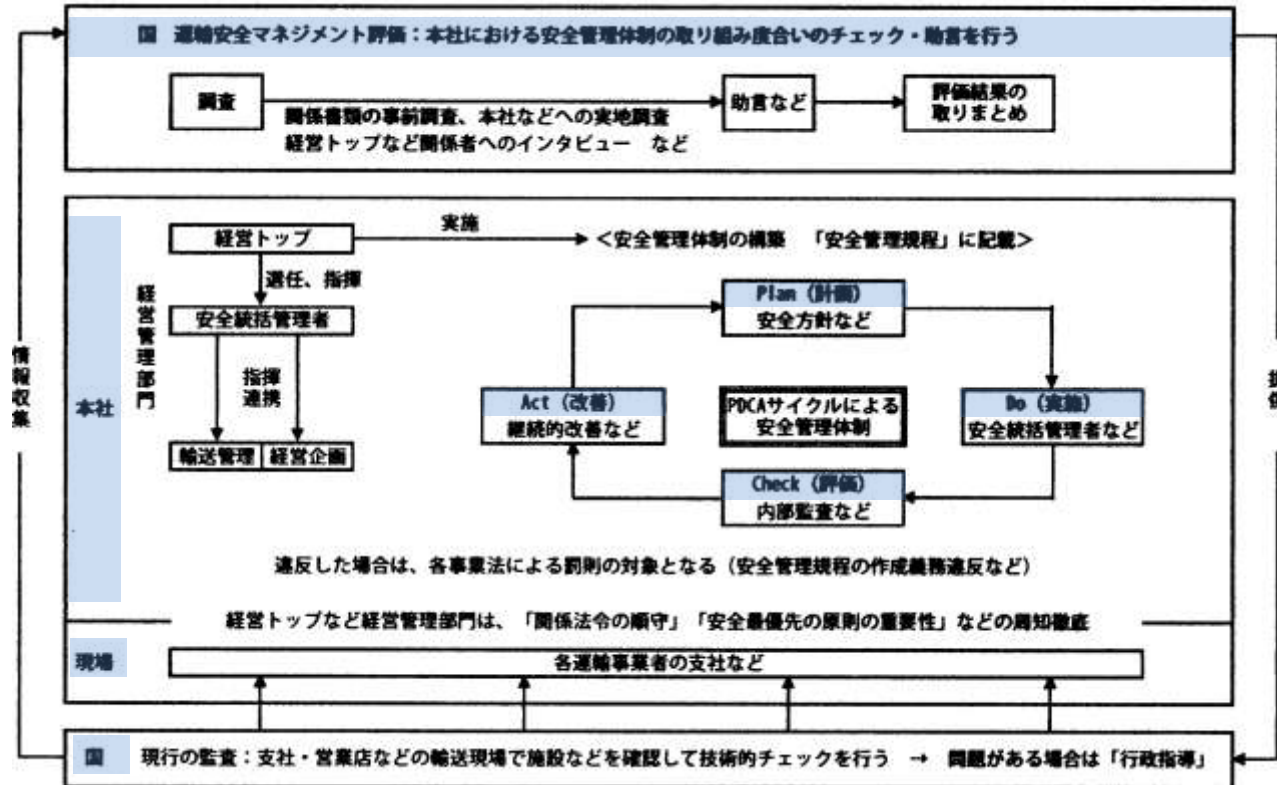 国 運輸安全マネジメント評価：本社における安全管理体制の取り組み度合いのチェック・助言を行う
調査
関係書類の事前調査、本社などへの実地調査
経営トップなど関係者へのインタビュー など
助言など
評価結果の
取りまとめ
情報収集
本社
経営管理部門
経営トップ
実施
＜安全管理体制の構築 「安全管理規程」に記載＞
選任、指揮
安全統括管理者
指揮
連携
輸送管理
経営企画
Plan（計画）
安全方針など
Act（改善）
継続的改善など
PDCAサイクルによる
安全管理体制
Do（実施）
安全統括管理者など
Check（評価）
内部監査など
違反した場合は、各事業法による罰則の対象となる（安全管理規程の作成義務違反など）
経営トップなど経営管理部門は、「関係法令の順守」「安全最優先の原則の重要性」などの周知徹底
現場
各運輸事業者の支社など
国 現行の監査：支社・営業店などの輸送現場で施設などを確認して技術的チェックを行う → 問題がある場合は「行政指導」